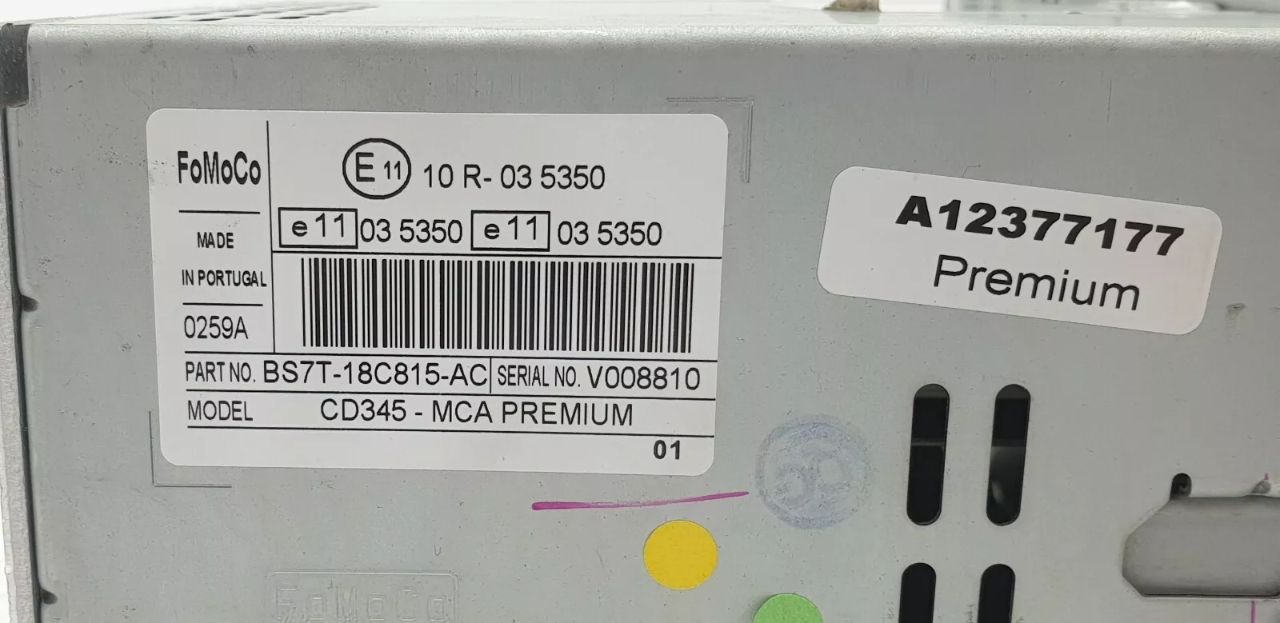 FoMoCo
MADE
IN PORTUGAL
0259A
E 11 10 R- 03 5350
e 11 03 5350 e 11 03 5350
PART NO. BS7T-18C815-AC SERIAL NO. V008810
MODEL CD345 - MCA PREMIUM
01
A12377177
Premium
FoMoCo